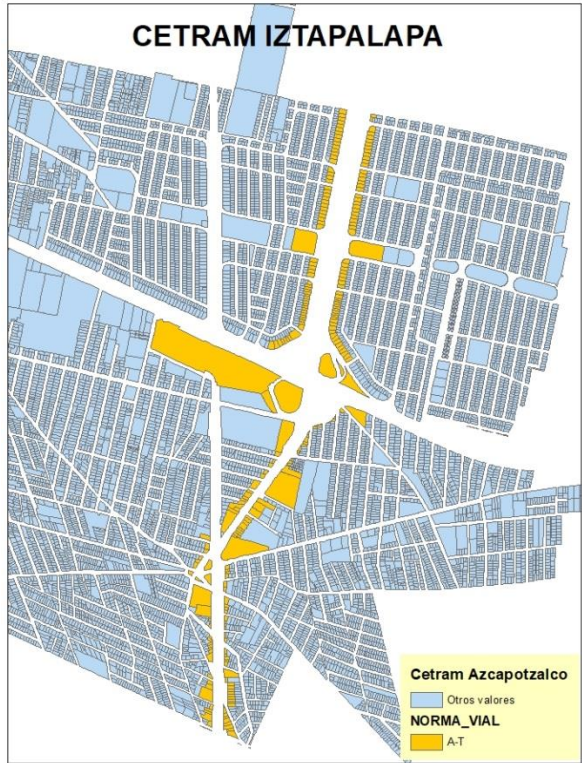 CETRAM IZTAPALAPA
Cetram Azcapotzalco
Otros valores
NORMA_VIAL
A-T